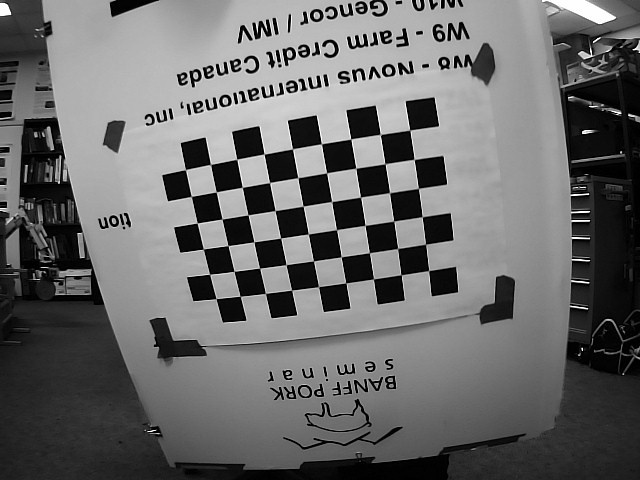 BANFF PORK
seminar
tion
W8 - Novus International, inc
W9 - Farm Credit Canada
W10 - Gencor / IMV